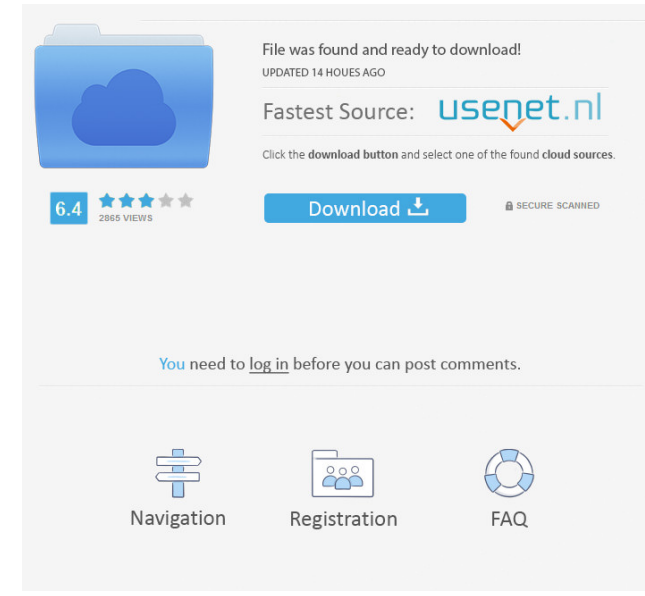 File was found and ready to download!
UPDATED 14 HOUES AGO
Fastest Source: usenet.nl
Click the download button and select one of the found cloud sources.
6.4
2865 VIEWS
Download
SECURE SCANNED
You need to log in before you can post comments.
Navigation
Registration
FAQ